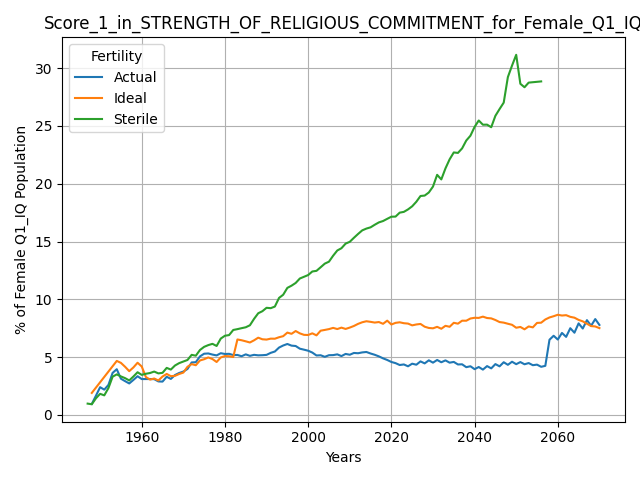 Score_1_in_STRENGTH_OF_RELIGIOUS_COMMITMENT_for_Female_Q1_IQ
Fertility
Actual
Ideal
Sterile
% of Female Q1_IQ Population
30
25
20
15
10
5
0
1960 1980 2000 2020 2040 2060
Years